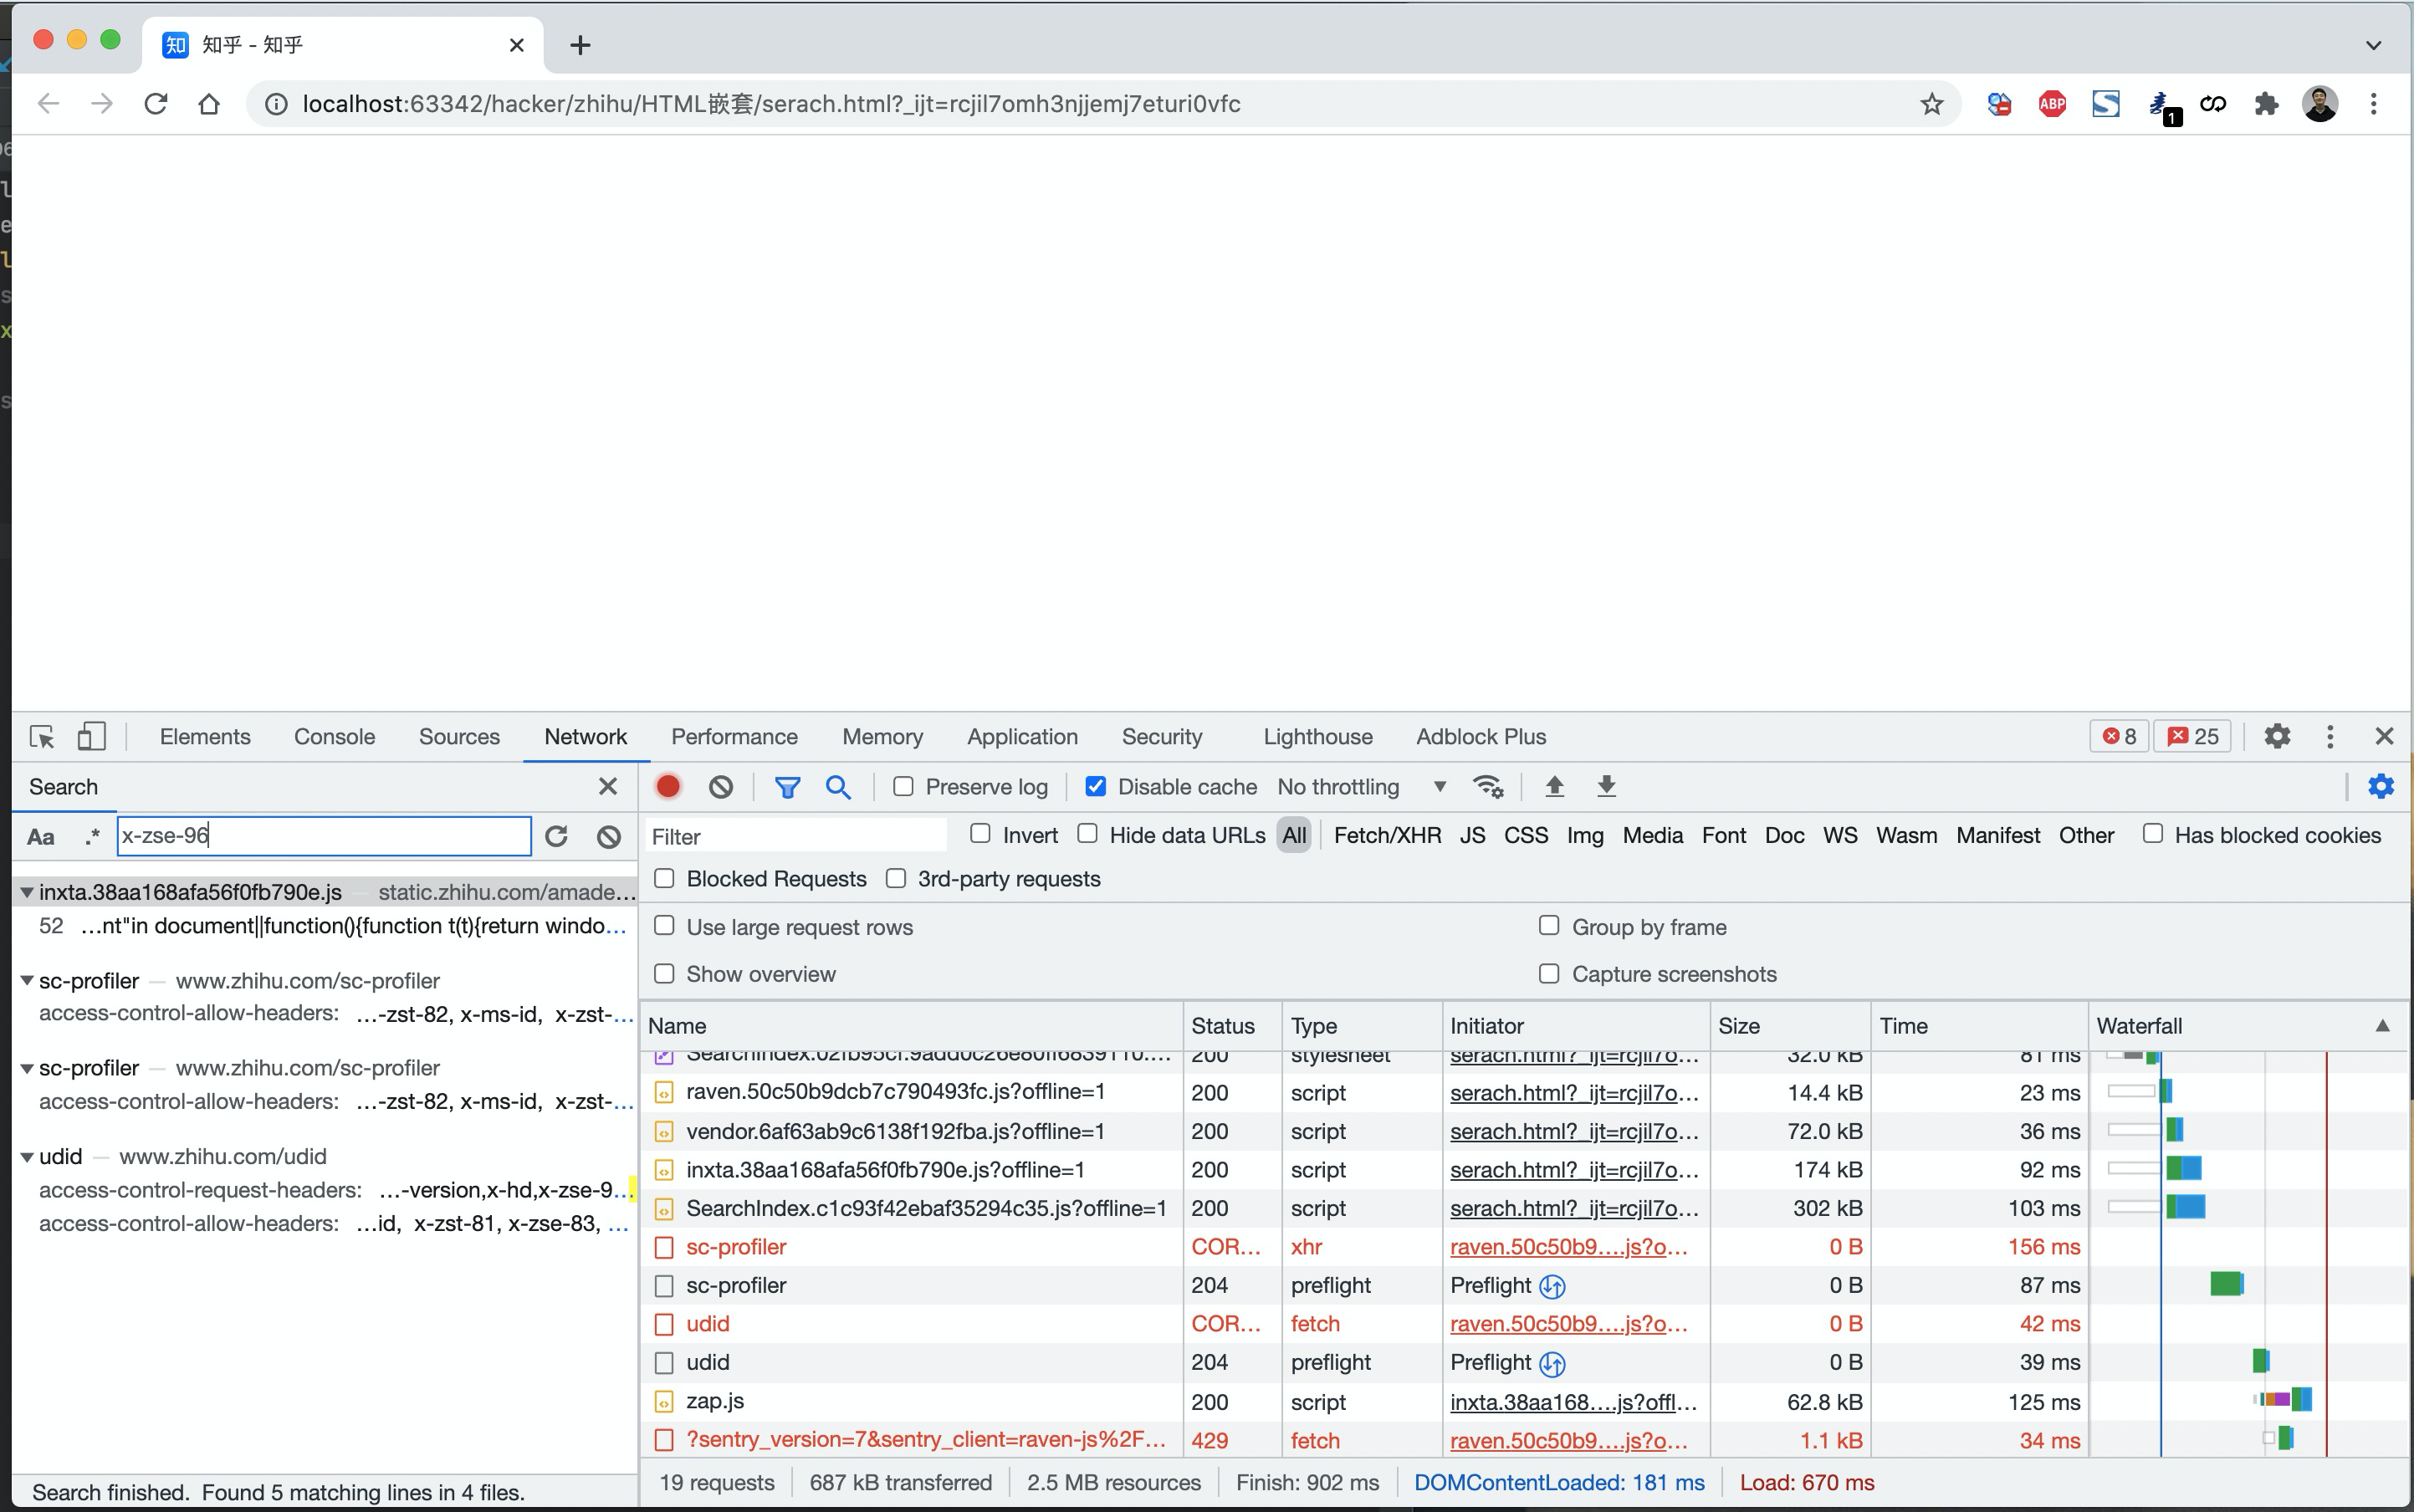 知乎 - 知乎
localhost:63342/hacker/zhihu/HTML嵌套/serach.html?_ijt=rcjil7omh3njjemj7eturi0vfc
ABP
1
Elements Console Sources Network Performance Memory Application Security Lighthouse Adblock Plus 8 25
Search
Preserve log Disable cache No throttling
Aa .* x-zse-96
Filter Invert Hide data URLs All Fetch/XHR JS CSS Img Media Font Doc WS Wasm Manifest Other Has blocked cookies
Blocked Requests 3rd-party requests
Use large request rows Group by frame
Show overview Capture screenshots
inxta.38aa168afa56f0fb790e.js — static.zhihu.com/amade…
52 …nt"in document||function(){function t(t){return windo…
sc-profiler — www.zhihu.com/sc-profiler
access-control-allow-headers: …-zst-82, x-ms-id, x-zst-…
sc-profiler — www.zhihu.com/sc-profiler
access-control-allow-headers: …-zst-82, x-ms-id, x-zst-…
udid — www.zhihu.com/udid
access-control-request-headers: …-version,x-hd,x-zse-9…
access-control-allow-headers: …id, x-zst-81, x-zse-83, …
Search finished. Found 5 matching lines in 4 files.
Name Status Type Initiator Size Time Waterfall
200 stylesheet serach.html?_ijt=rcjil7o… 32.0 kB 81 ms
raven.50c50b9dcb7c790493fc.js?offline=1 200 script serach.html?_ijt=rcjil7o… 14.4 kB 23 ms
vendor.6af63ab9c6138f192fba.js?offline=1 200 script serach.html?_ijt=rcjil7o… 72.0 kB 36 ms
inxta.38aa168afa56f0fb790e.js?offline=1 200 script serach.html?_ijt=rcjil7o… 174 kB 92 ms
SearchIndex.c1c93f42ebaf35294c35.js?offline=1 200 script serach.html?_ijt=rcjil7o… 302 kB 103 ms
sc-profiler COR… xhr raven.50c50b9….js?o… 0 B 156 ms
sc-profiler 204 preflight Preflight 0 B 87 ms
udid COR… fetch raven.50c50b9….js?o… 0 B 42 ms
udid 204 preflight Preflight 0 B 39 ms
zap.js 200 script inxta.38aa168….js?offl… 62.8 kB 125 ms
?sentry_version=7&sentry_client=raven-js%2F… 429 fetch raven.50c50b9….js?o… 1.1 kB 34 ms
19 requests 687 kB transferred 2.5 MB resources Finish: 902 ms DOMContentLoaded: 181 ms Load: 670 ms